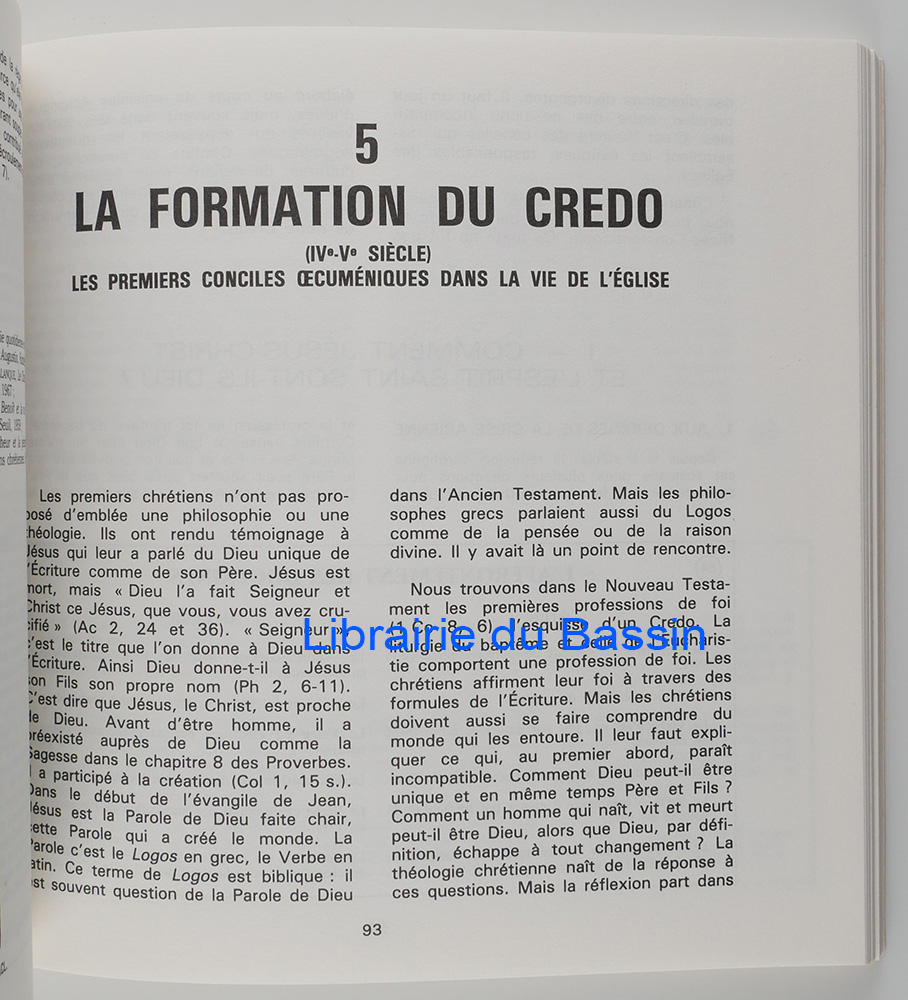 5
LA FORMATION DU CREDO
(IVe-Ve SIÈCLE)
LES PREMIERS CONCILES ŒCUMÉNIQUES DANS LA VIE DE L'ÉGLISE
Les premiers chrétiens n'ont pas pro-
posé d'emblée une philosophie ou une
théologie. Ils ont rendu témoignage à
Jésus qui leur a parlé du Dieu unique de
l'Écriture comme de son Père. Jésus est
mort, mais « Dieu l'a fait Seigneur et
Christ ce Jésus, que vous, vous avez cru-
cifié » (Ac 2, 24 et 36). « Seigneur »,
c'est le titre que l'on donne à Dieu dans
l'Écriture. Ainsi Dieu donne-t-il à Jésus
son Fils son propre nom (Ph 2, 6-11).
C'est dire que Jésus, le Christ, est proche
de Dieu. Avant d'être homme, il a
préexisté auprès de Dieu comme la
Sagesse dans le chapitre 8 des Proverbes.
Il a participé à la création (Col 1, 15 s.).
Dans le début de l'évangile de Jean,
Jésus est la Parole de Dieu faite chair,
cette Parole qui a créé le monde. La
Parole c'est le Logos en grec, le Verbe en
latin. Ce terme de Logos est biblique : il
est souvent question de la Parole de Dieu
dans l'Ancien Testament. Mais les philo-
sophes grecs parlaient aussi du Logos
comme de la pensée ou de la raison
divine. Il y avait là un point de rencontre.
Nous trouvons dans le Nouveau Testa-
ment les premières professions de foi
(1 Co 8, 6), l'esquisse d'un Credo. La
liturgie du baptême et celle de l'Eucharis-
tie comportent une profession de foi. Les
chrétiens affirment leur foi à travers des
formules de l'Écriture. Mais les chrétiens
doivent aussi se faire comprendre du
monde qui les entoure. Il leur faut expli-
quer ce qui, au premier abord, paraît
incompatible. Comment Dieu peut-il être
unique et en même temps Père et Fils ?
Comment un homme qui naît, vit et meurt
peut-il être Dieu, alors que Dieu, par défi-
nition, échappe à tout changement ? La
théologie chrétienne naît de la réponse à
ces questions. Mais la réflexion part dans
93
Librairie du Bassin